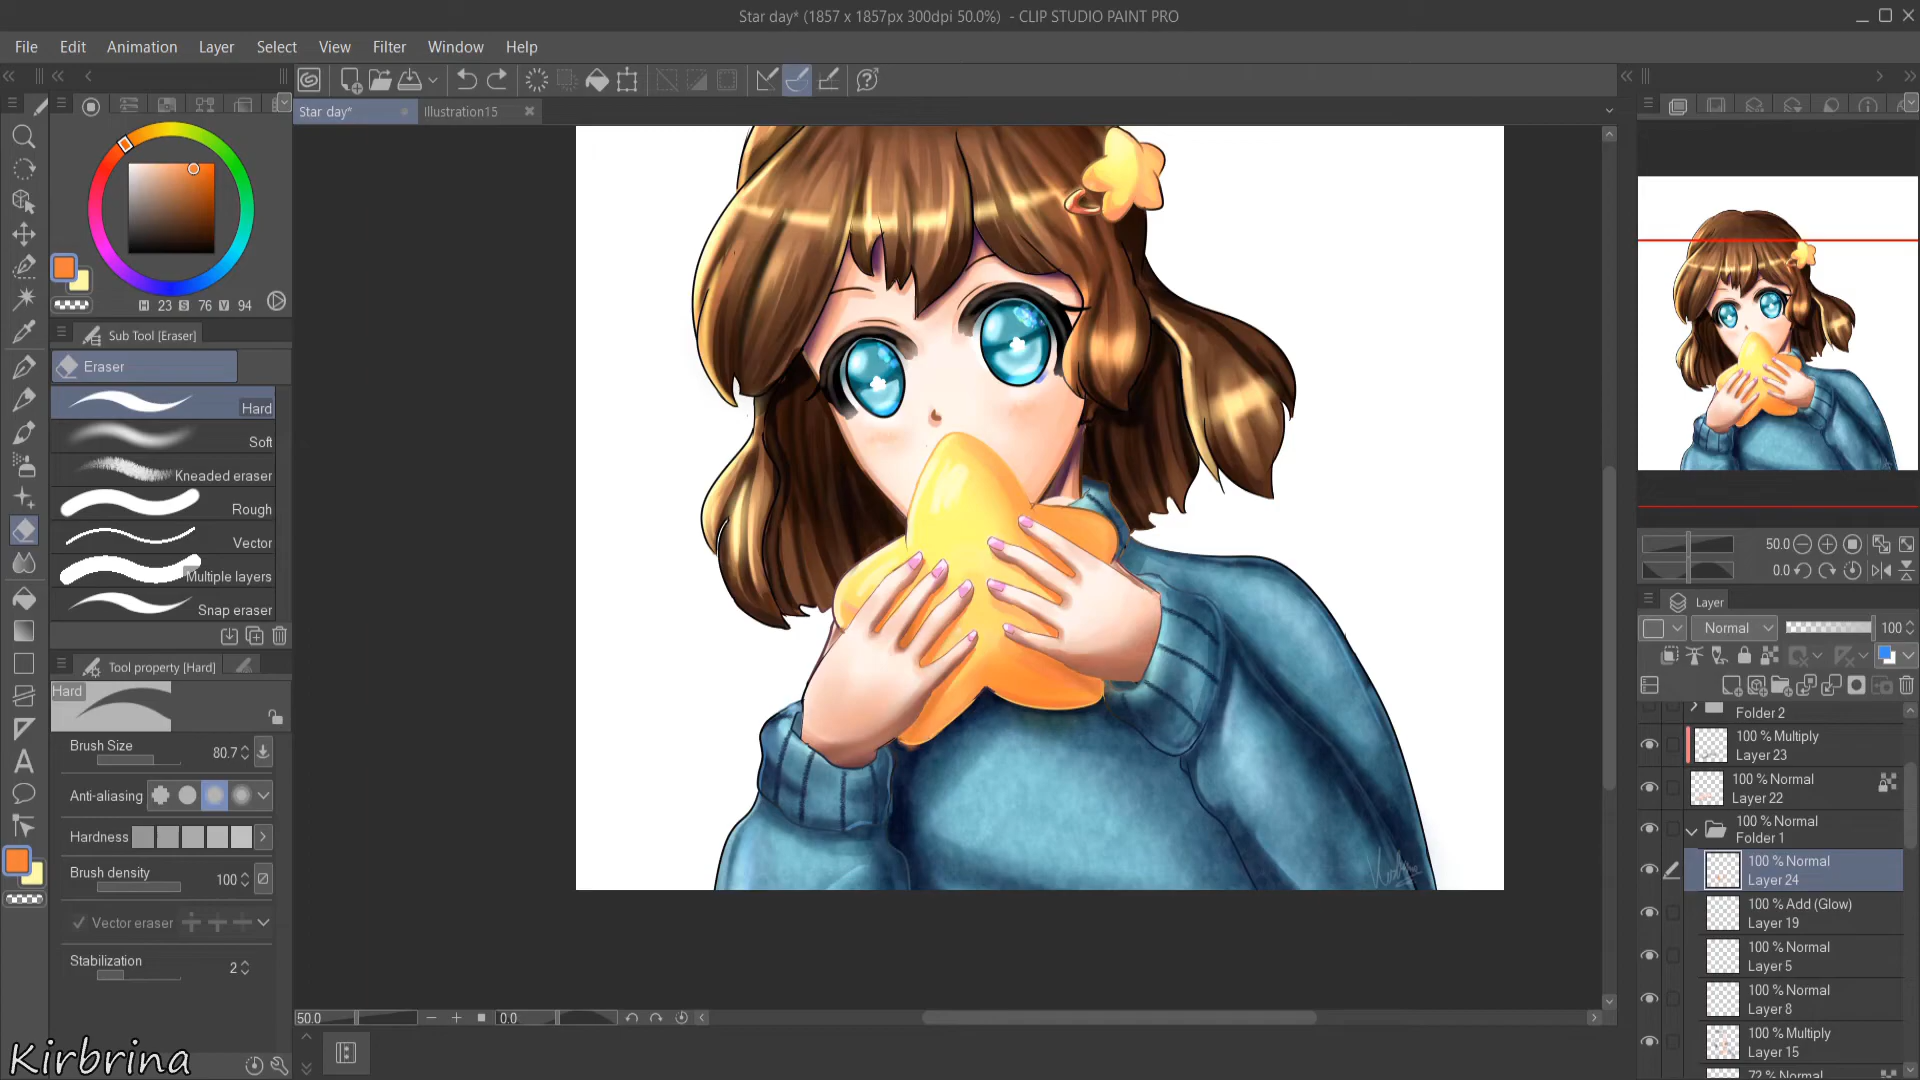 Star day* (1857 x 1857px 300dpi 50.0%) - CLIP STUDIO PAINT PRO
File Edit Animation Layer Select View Filter Window Help
Star day* Illustration15
H 23 S 76 V 94
Sub Tool [Eraser]
Eraser
Hard
Soft
Kneaded eraser
Rough
Vector
Multiple layers
Snap eraser
Tool property [Hard]
Hard
Brush Size 80.7
Anti-aliasing
Hardness
Brush density 100
Vector eraser
Stabilization 2
Kirbrina
50.0 0.0
50.0
0.0
Layer
Normal 100
Folder 2
100 % Multiply
Layer 23
100 % Normal
Layer 22
100 % Normal
Folder 1
100 % Normal
Layer 24
100 % Add (Glow)
Layer 19
100 % Normal
Layer 5
100 % Normal
Layer 8
100 % Multiply
Layer 15
72 % Normal